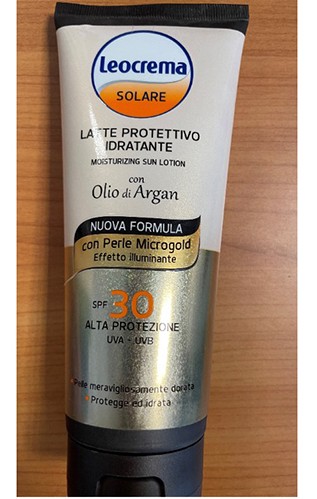 Leocrema
SOLARE
LATTE PROTETTIVO
IDRATANTE
MOISTURIZING SUN LOTION
con
Olio di Argan
NUOVA FORMULA
con Perle Microgold
Effetto illuminante
SPF 30
ALTA PROTEZIONE
UVA - UVB
• Pelle meravigliosamente dorata
• Protegge ed idrata